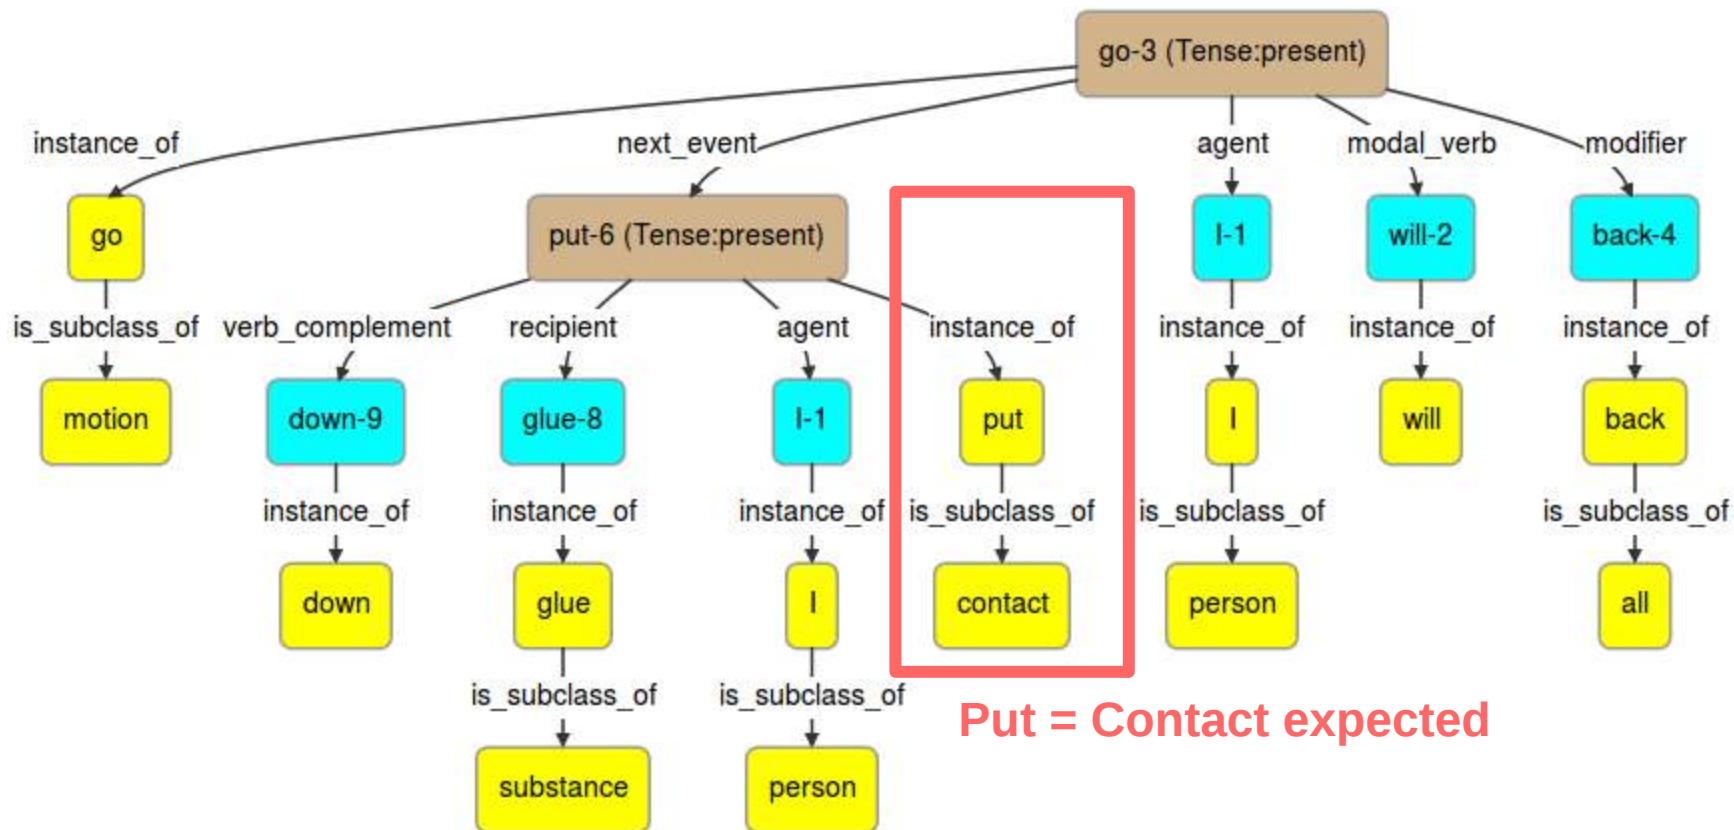 go-3 (Tense:present)
instance_of next_event agent modal_verb modifier
go put-6 (Tense:present) I-1 will-2 back-4
is_subclass_of verb_complement recipient agent instance_of instance_of instance_of instance_of
motion down-9 glue-8 I-1 put I will back
instance_of instance_of instance_of is_subclass_of is_subclass_of is_subclass_of
down glue I contact person all
is_subclass_of is_subclass_of
Put = Contact expected
substance person